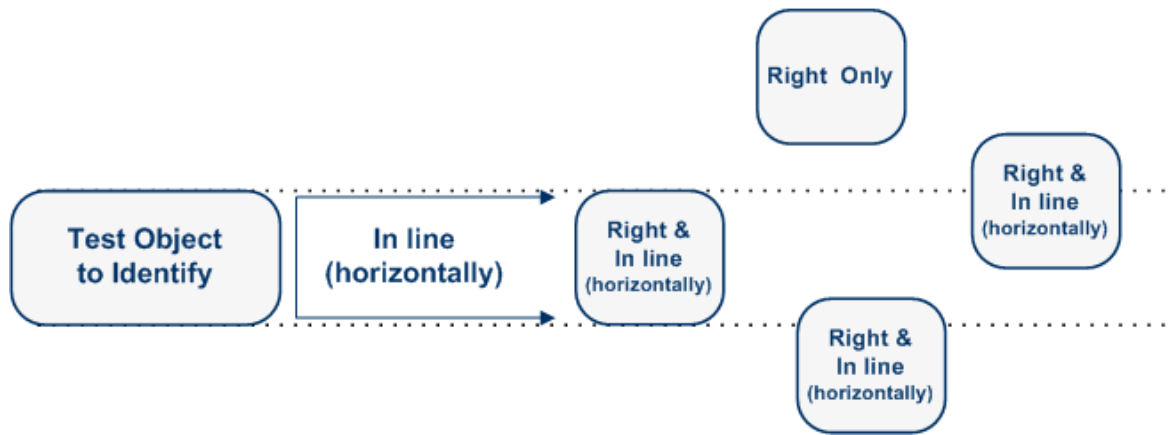 Right Only
Right &
In line
(horizontally)
Test Object
to Identify
In line
(horizontally)
Right &
In line
(horizontally)
Right &
In line
(horizontally)